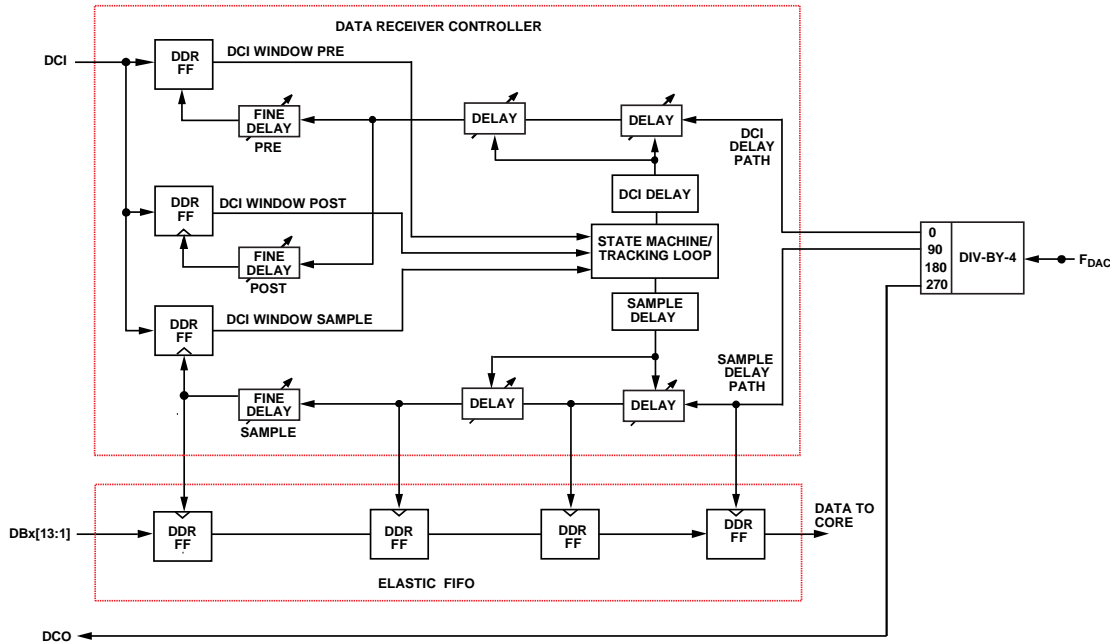 DATA RECEIVER CONTROLLER
DCI
DDR
FF
DCI WINDOW PRE
FINE
DELAY
PRE
DELAY
DELAY
DCI
DELAY
PATH
DCI DELAY
DDR
FF
DCI WINDOW POST
FINE
DELAY
POST
STATE MACHINE/
TRACKING LOOP
0
90
180
270
DIV-BY-4
FDAC
DDR
FF
DCI WINDOW SAMPLE
SAMPLE
DELAY
SAMPLE
DELAY
PATH
FINE
DELAY
SAMPLE
DELAY
DELAY
DBx[13:1]
DDR
FF
DDR
FF
DDR
FF
DDR
FF
DATA TO
CORE
ELASTIC FIFO
DCO